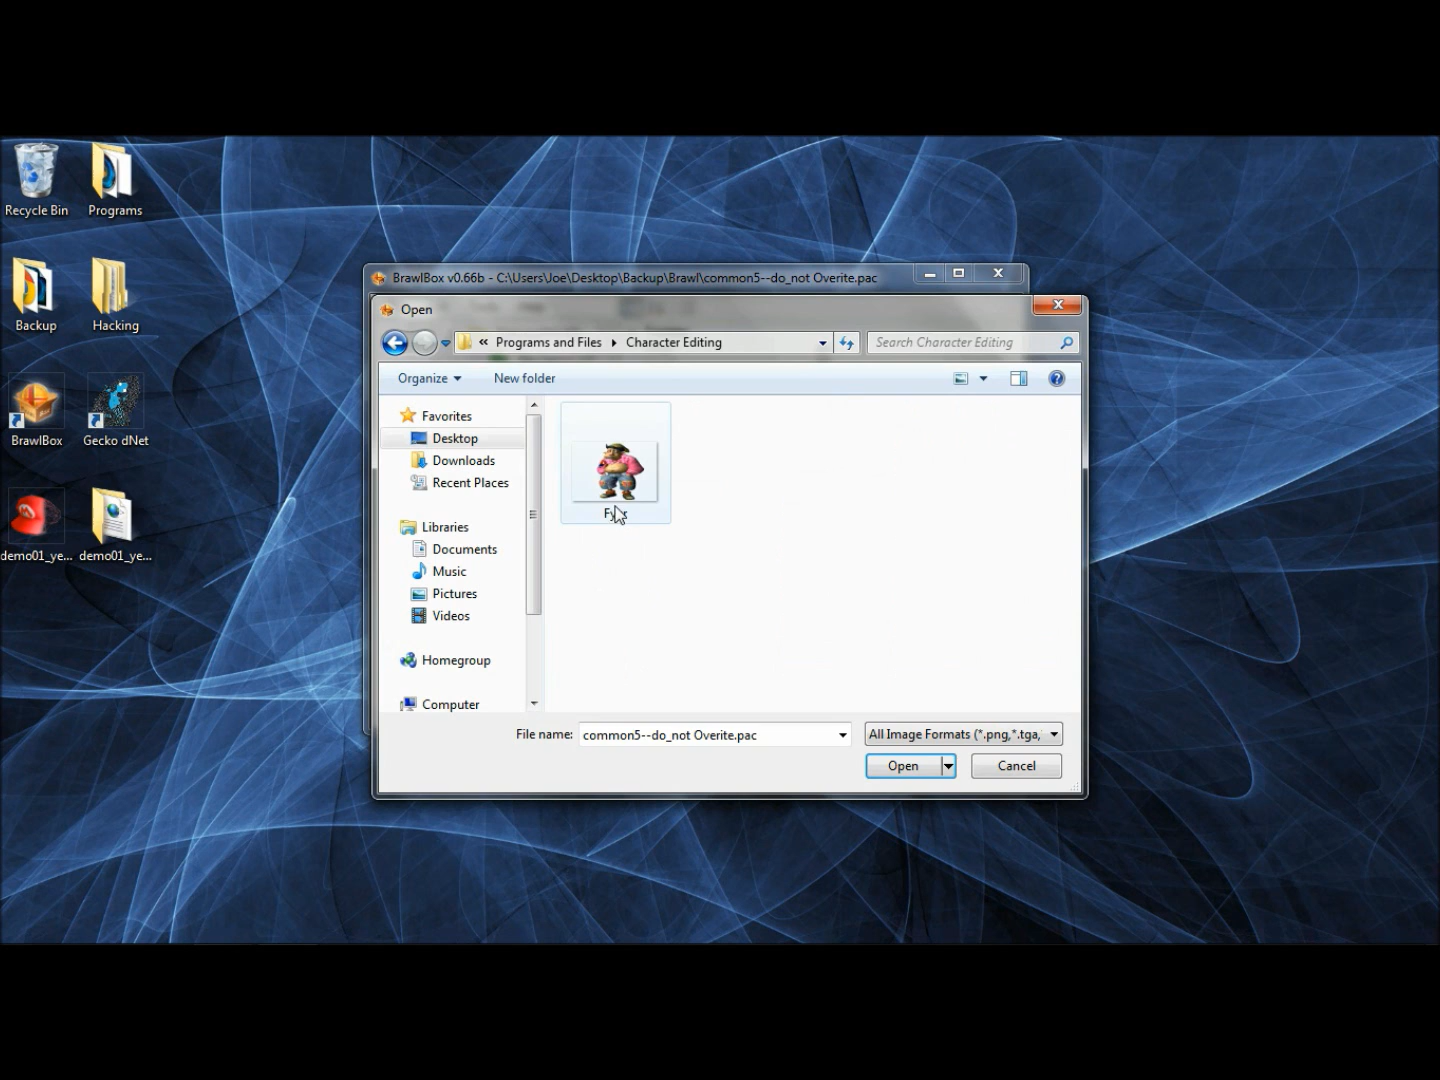 Recycle Bin
Programs
Backup
Hacking
BrawlBox
Gecko dNet
demo01_ye...
demo01_ye...
BrawlBox v0.66b - C:\Users\Joe\Desktop\Backup\Brawl\common5--do_not Overite.pac
Open
« Programs and Files Character Editing
Search Character Editing
Organize
New folder
Favorites
Desktop
Downloads
Recent Places
Libraries
Documents
Music
Pictures
Videos
Homegroup
Computer
File name: common5--do_not Overite.pac
All Image Formats (*.png,*.tga,
Open
Cancel